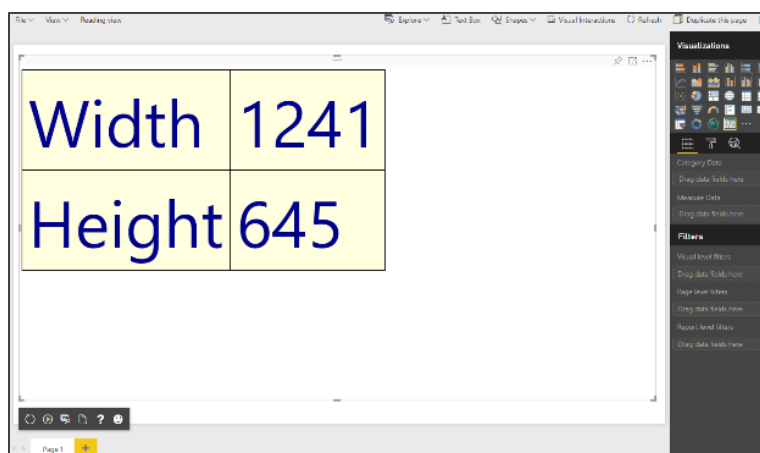 File View Reading view Explore Text Box Shapes Visual Interactions Refresh Duplicate this page
Visualizations
Width 1241
Height 645
Category Data
Drag data fields here
Measure Data
Drag data fields here
Filters
Visual level filters
Drag data fields here
Page level filters
Drag data fields here
Report level filters
Drag data fields here
Page 1 +